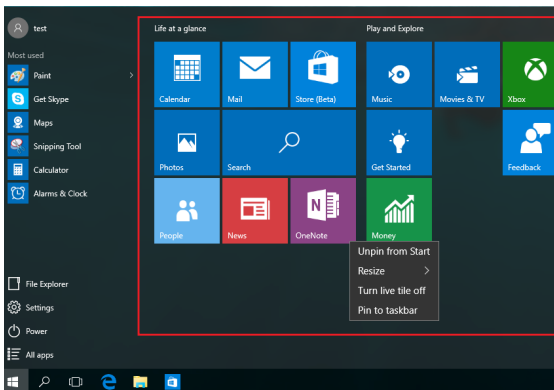 test
Most used
Paint
Get Skype
Maps
Snipping Tool
Calculator
Alarms & Clock
File Explorer
Settings
Power
All apps
Life at a glance
Calendar
Mail
Store (Beta)
Photos
Search
People
News
OneNote
Play and Explore
Music
Movies & TV
Xbox
Get Started
Feedback
Money
Unpin from Start
Resize
Turn live tile off
Pin to taskbar